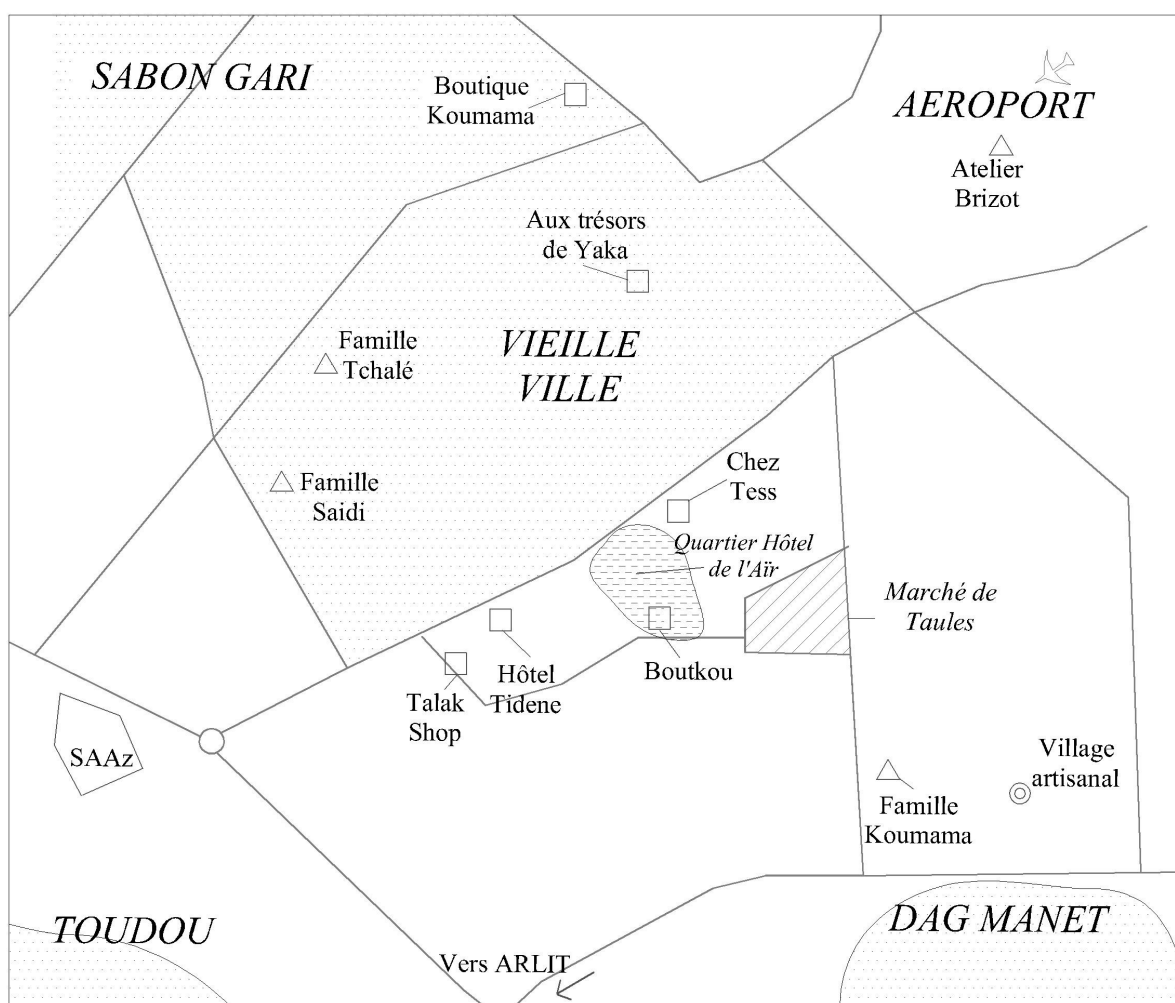 SABON GARI
Boutique
Koumama
AEROPORT
Atelier
Brizot
Aux trésors
de Yaka
Famille
Tchalé
VIEILLE
VILLE
Famille
Saidi
Chez
Tess
Quartier Hôtel
de l'Aïr
Marché de
Taules
Boutkou
Hôtel
Tidene
Talak
Shop
SAAz
Village
artisanal
Famille
Koumama
TOUDOU
DAG MANET
Vers ARLIT